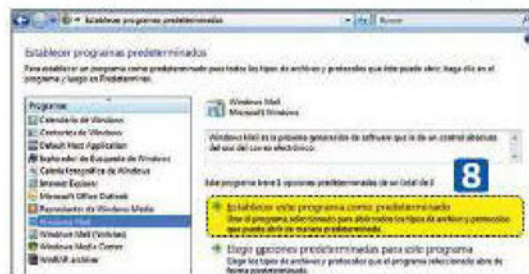 Establecer programas predeterminados
Buscar
Establecer programas predeterminados
Para establecer un programa como predeterminado para todos los tipos de archivos y protocolos que éste puede abrir, haga clic en el
programa y luego en Predeterminar.
Programas
Calendario de Windows
Contactos de Windows
Default Host Application
Explorador de Búsqueda de Windows
Galería fotográfica de Windows
Internet Explorer
Microsoft Office Outlook
Reproductor de Windows Media
Windows Mail
Windows Mail (Noticias)
Windows Media Center
WinRAR archiver
Windows Mail
Microsoft Windows
Windows Mail es la próxima generación de software que le da un control absoluto
del uso del correo electrónico.
Este programa tiene
opciones predeterminadas de un total de
8
Establecer este programa como predeterminado
Usar el programa seleccionado para abrir todos los tipos de archivo y protocolos
que puede abrir de manera predeterminada.
Elegir opciones predeterminadas para este programa
Elegir los tipos de archivos y protocolos que el programa seleccionado abre de
forma predeterminada.